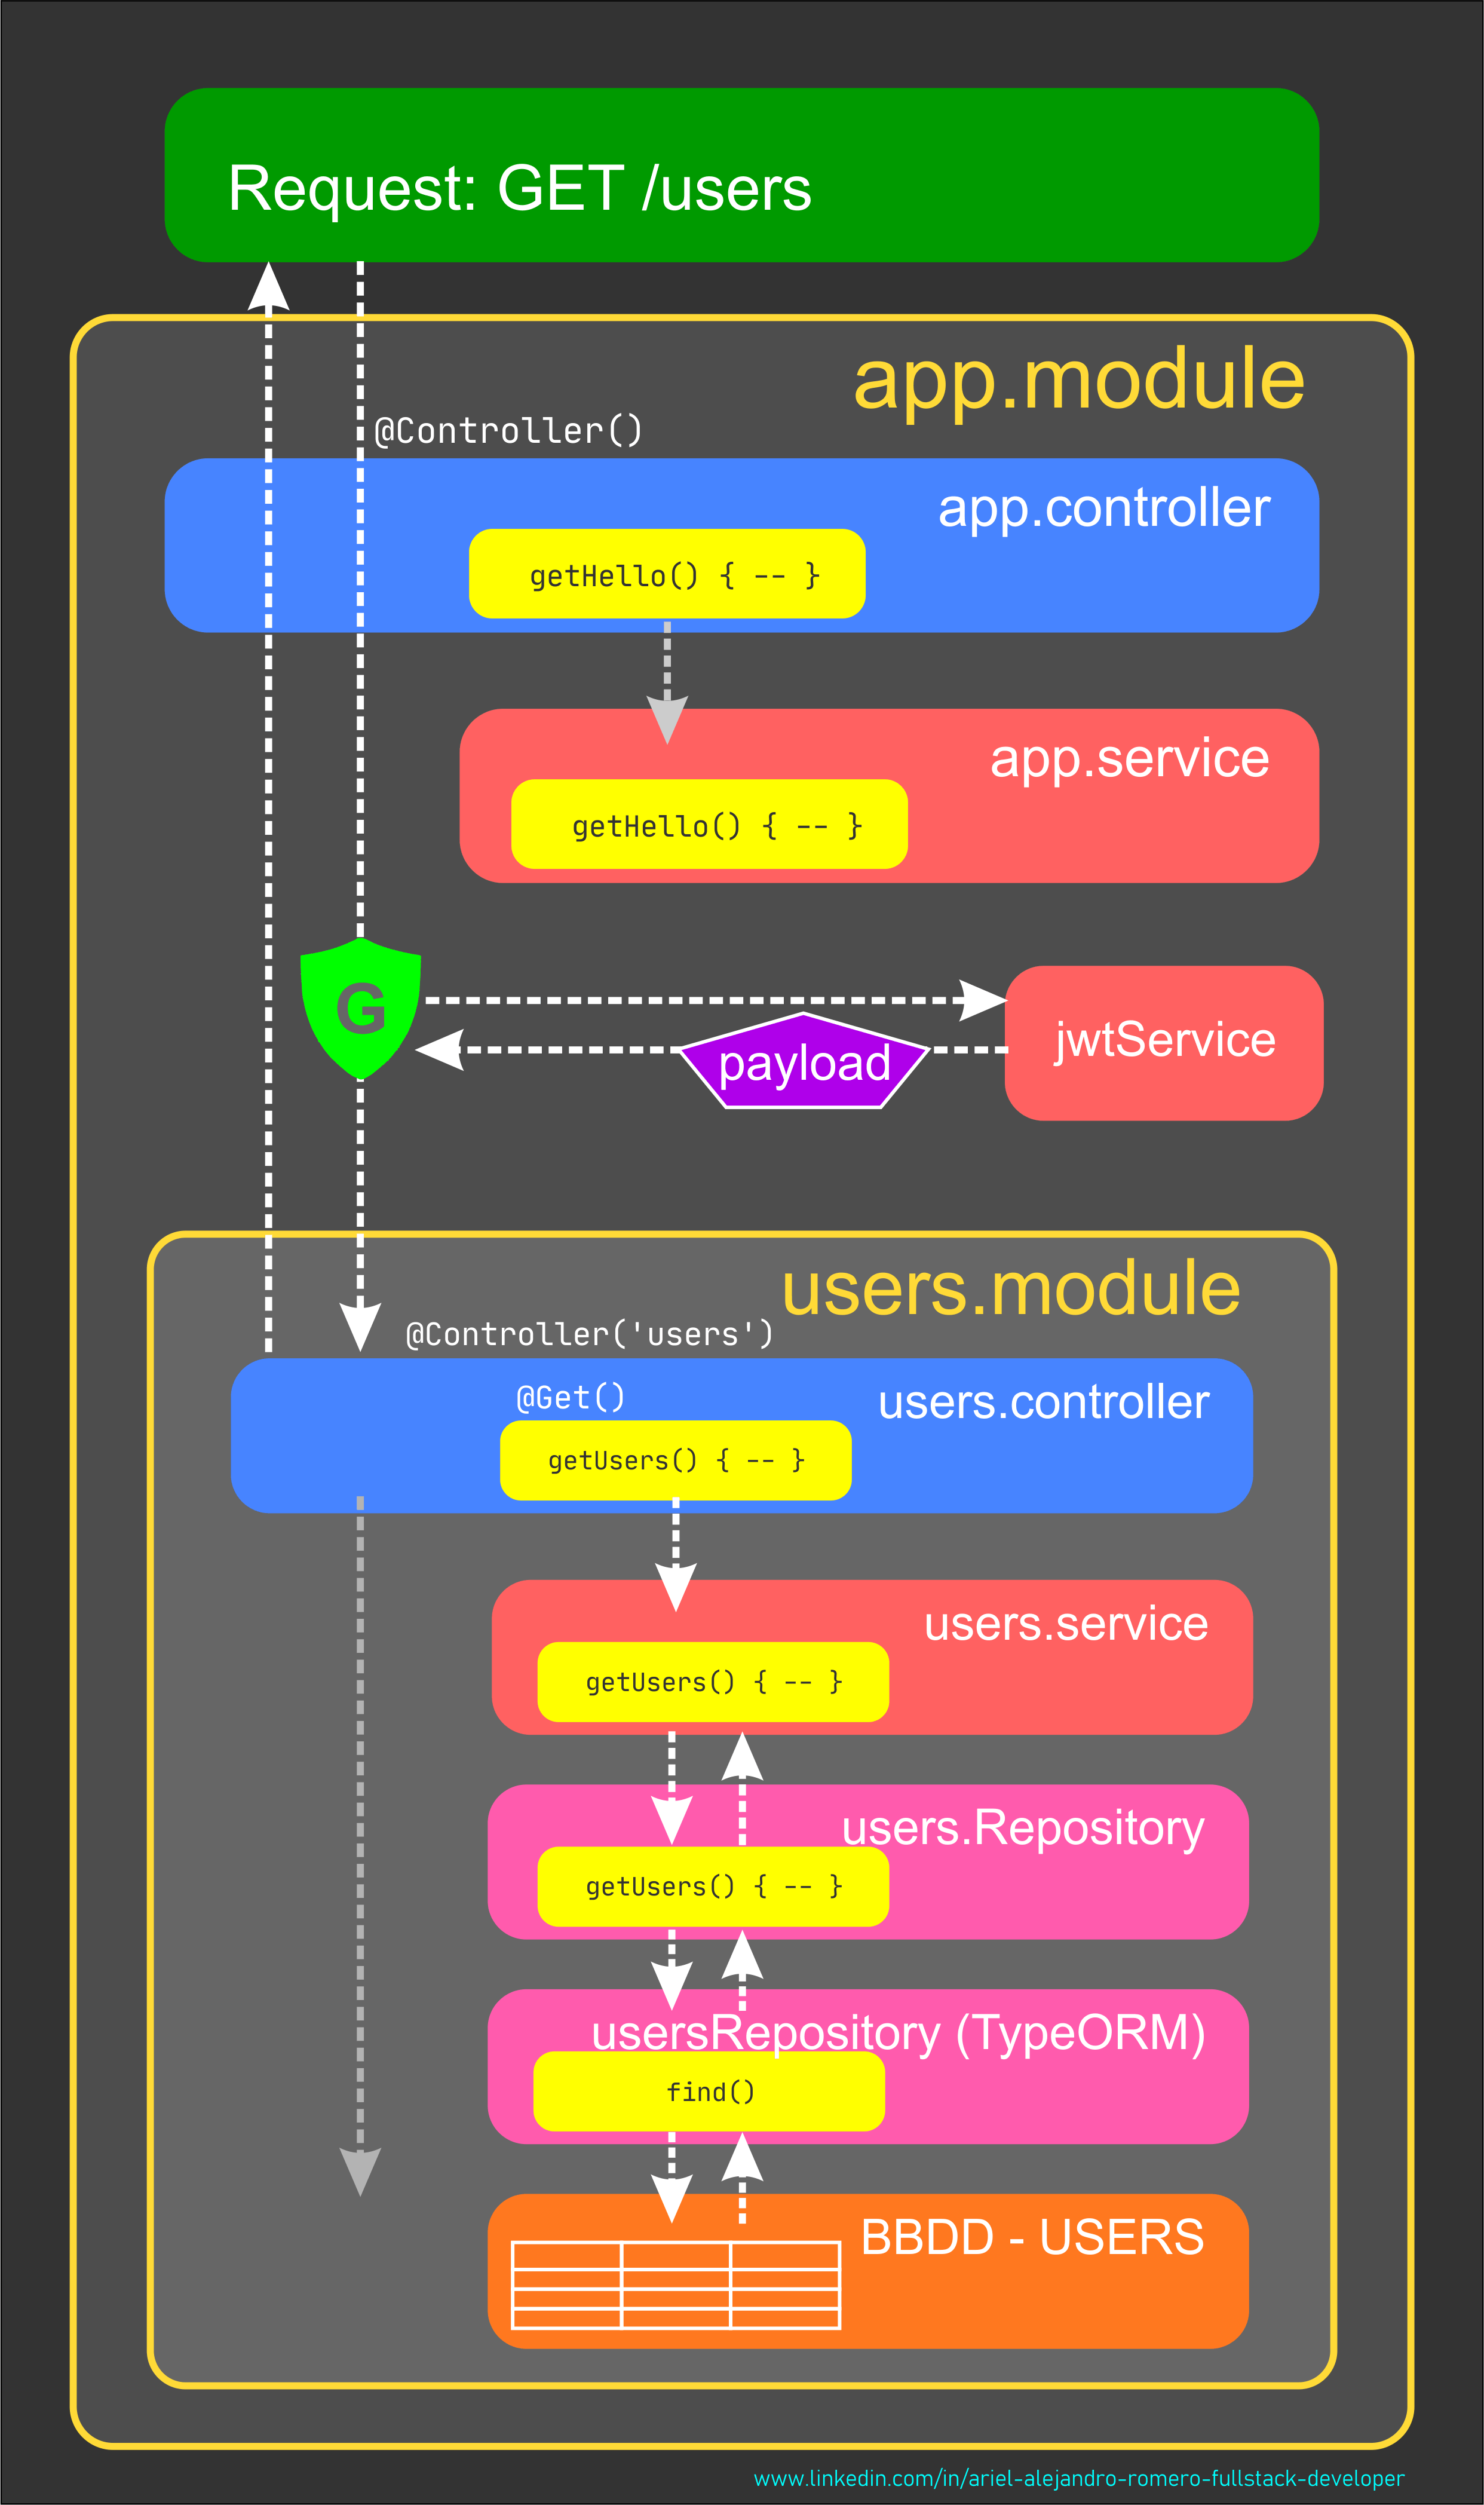 Request: GET /users
app.module
@Controller()
app.controller
getHello() { -- }
app.service
getHello() { -- }
G
jwtService
payload
users.module
@Controller('users')
@Get()
users.controller
getUsers() { -- }
users.service
getUsers() { -- }
users.Repository
getUsers() { -- }
usersRepository (TypeORM)
find()
BBDD - USERS
www.linkedin.com/in/ariel-alejandro-romero-fullstack-developer